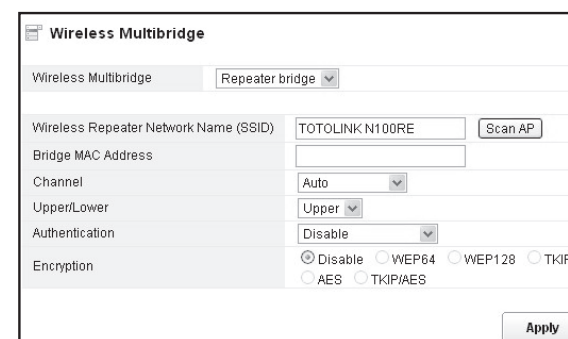 Wireless Multibridge
Wireless Multibridge Repeater bridge
Wireless Repeater Network Name (SSID) TOTOLINK N100RE Scan AP
Bridge MAC Address
Channel Auto
Upper/Lower Upper
Authentication Disable
Encryption Disable WEP64 WEP128 TKIP
AES TKIP/AES
Apply